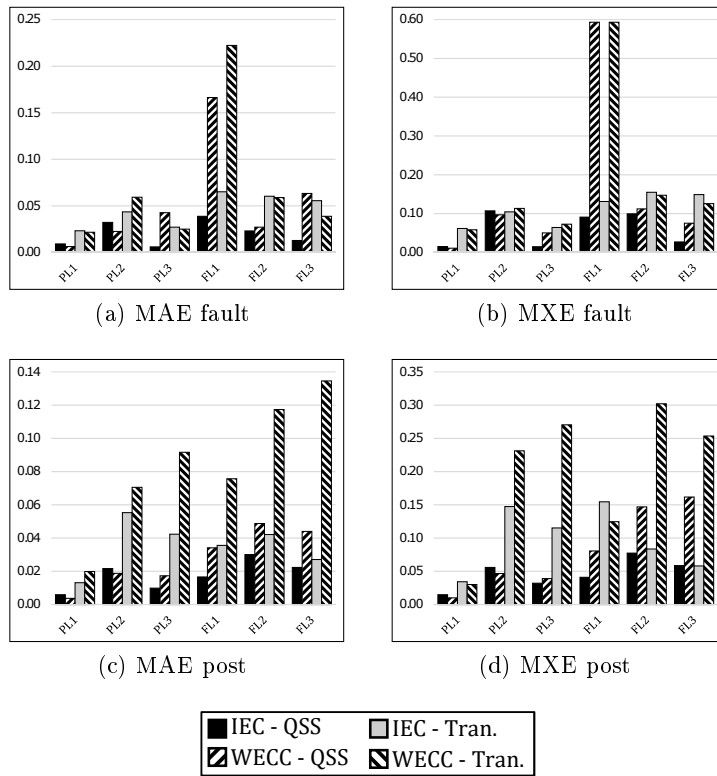 0.25
0.20
0.15
0.10
0.05
0.00
PL1 PL2 PL3 FL1 FL2 FL3
(a) MAE fault
0.60
0.50
0.40
0.30
0.20
0.10
0.00
PL1 PL2 PL3 FL1 FL2 FL3
(b) MXE fault
0.14
0.12
0.10
0.08
0.06
0.04
0.02
0.00
PL1 PL2 PL3 FL1 FL2 FL3
(c) MAE post
0.35
0.30
0.25
0.20
0.15
0.10
0.05
0.00
PL1 PL2 PL3 FL1 FL2 FL3
(d) MXE post
IEC - QSS IEC - Tran.
WECC - QSS WECC - Tran.